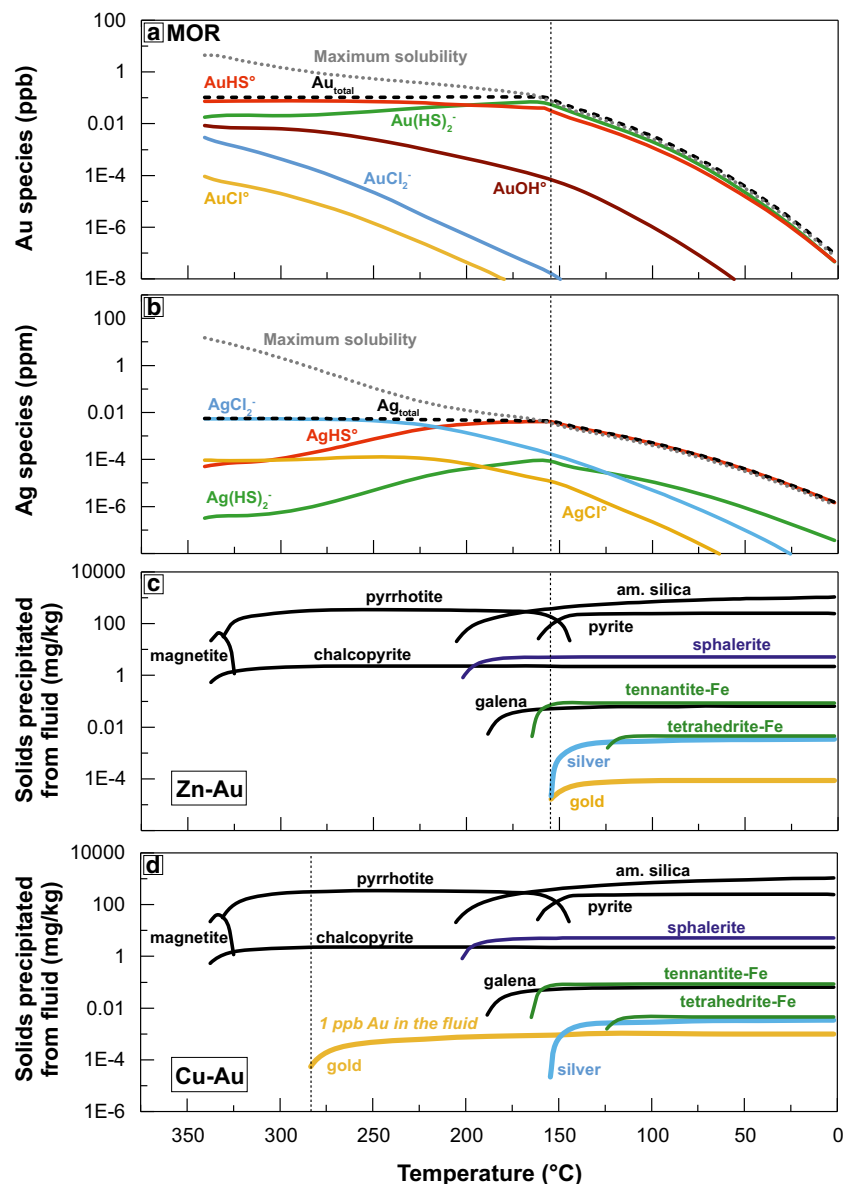 a MOR
100
1
0.01
1E-4
1E-6
1E-8
Au species (ppb)
Maximum solubility
AuHS°
Au_total
Au(HS)₂⁻
AuCl₂⁻
AuOH°
AuCl°
b
100
1
0.01
1E-4
1E-6
Ag species (ppm)
Maximum solubility
AgCl₂⁻
Ag_total
AgHS°
Ag(HS)₂⁻
AgCl°
c
10000
100
1
0.01
1E-4
Solids precipitated
from fluid (mg/kg)
pyrrhotite
am. silica
pyrite
magnetite
chalcopyrite
sphalerite
galena
tennantite-Fe
tetrahedrite-Fe
silver
gold
Zn-Au
d
10000
100
1
0.01
1E-4
1E-6
Solids precipitated
from fluid (mg/kg)
pyrrhotite
am. silica
pyrite
magnetite
chalcopyrite
sphalerite
galena
tennantite-Fe
tetrahedrite-Fe
1 ppb Au in the fluid
gold
silver
Cu-Au
350 300 250 200 150 100 50 0
Temperature (°C)